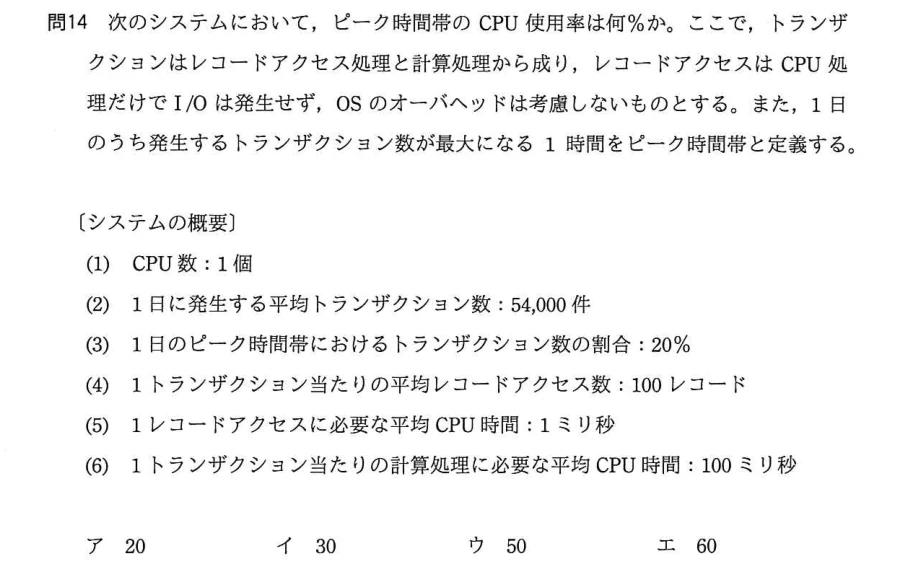 問14 次のシステムにおいて，ピーク時間帯の CPU 使用率は何％か。ここで，トランザ
クションはレコードアクセス処理と計算処理から成り，レコードアクセスは CPU 処
理だけで I/O は発生せず，OS のオーバヘッドは考慮しないものとする。また，1 日
のうち発生するトランザクション数が最大になる 1 時間をピーク時間帯と定義する。
〔システムの概要〕
(1) CPU 数：1 個
(2) 1 日に発生する平均トランザクション数：54,000 件
(3) 1 日のピーク時間帯におけるトランザクション数の割合：20％
(4) 1 トランザクション当たりの平均レコードアクセス数：100 レコード
(5) 1 レコードアクセスに必要な平均 CPU 時間：1 ミリ秒
(6) 1 トランザクション当たりの計算処理に必要な平均 CPU 時間：100 ミリ秒
ア 20 イ 30 ウ 50 エ 60